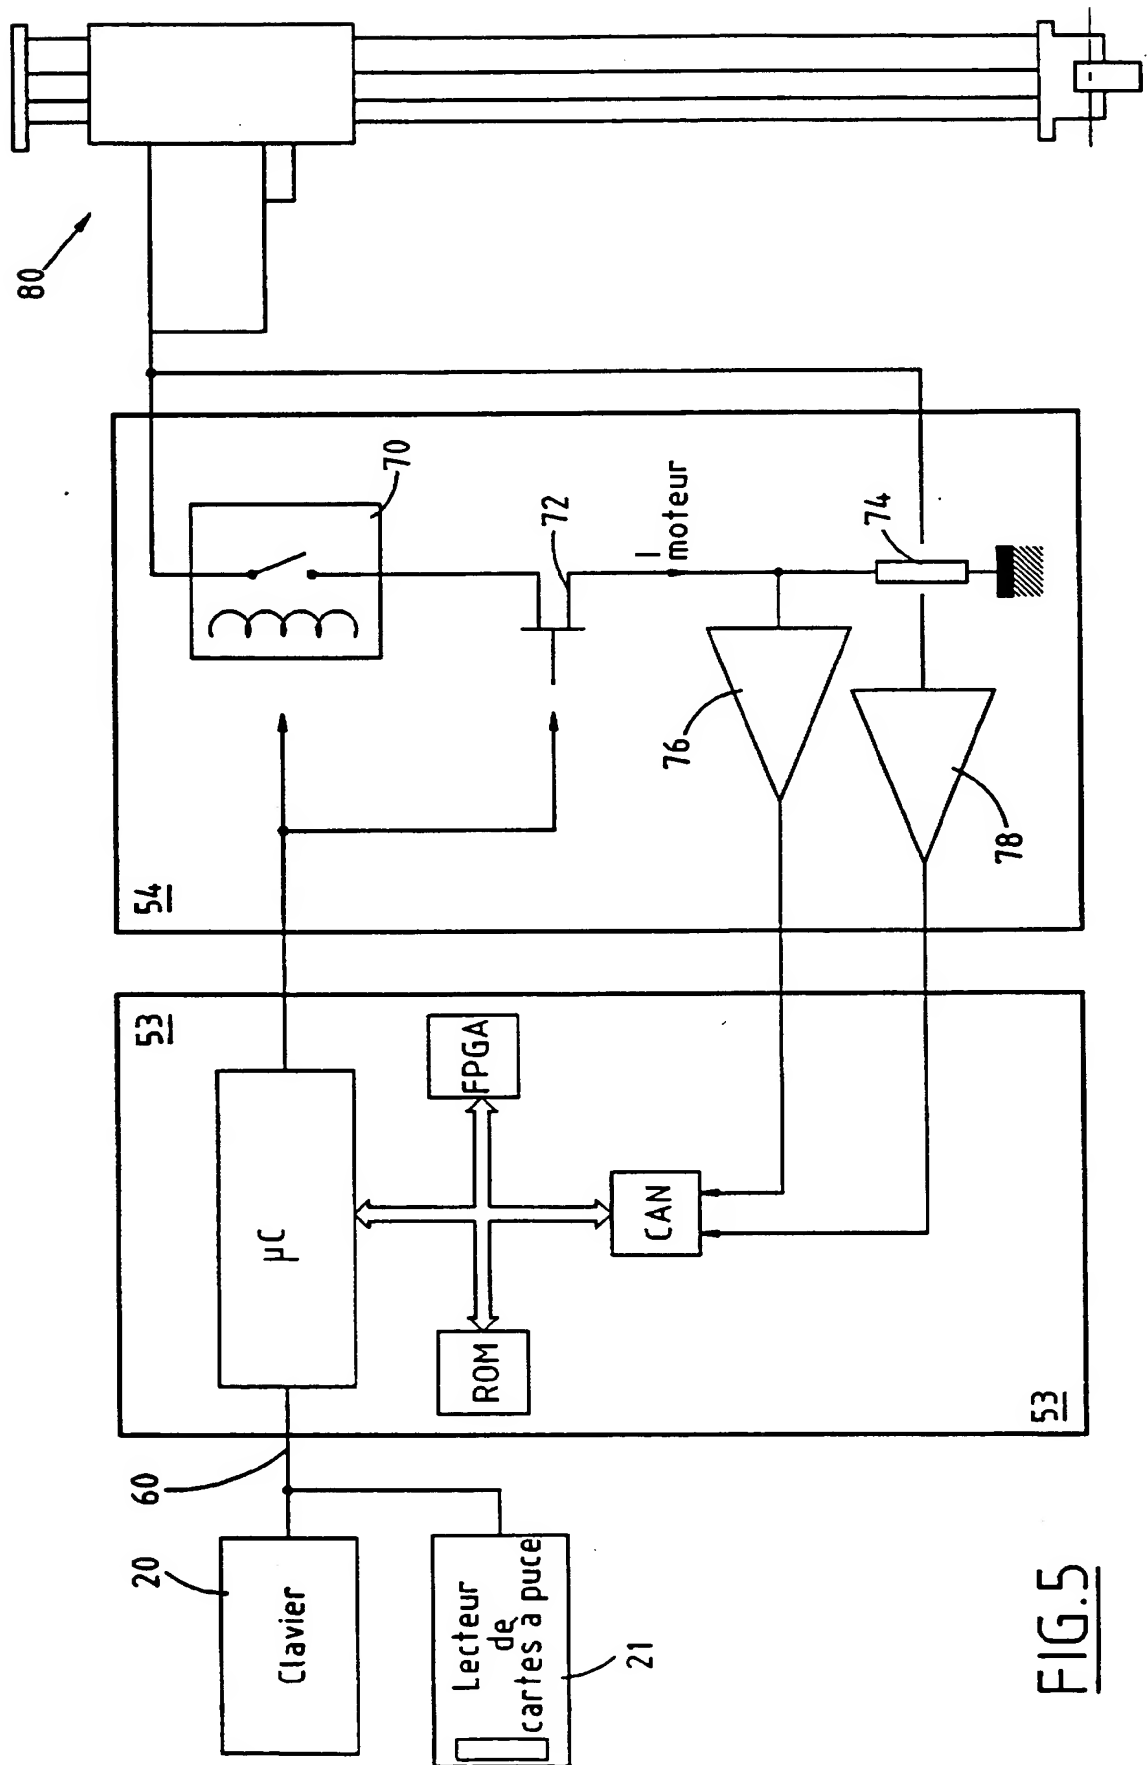 20
Clavier
Lecteur
de
cartes à puce
21
60
53
µC
ROM
FPGA
CAN
53
54
70
72
I
moteur
74
76
78
80
FIG.5